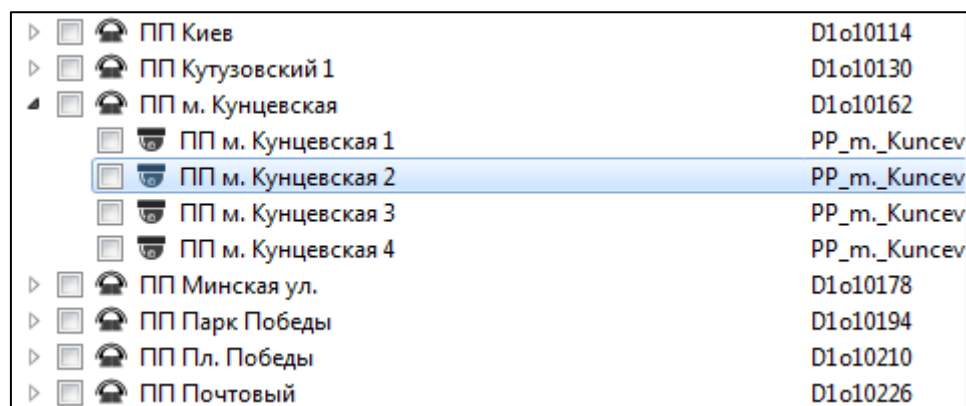 ПП Киев D1o10114
ПП Кутузовский 1 D1o10130
ПП м. Кунцевская D1o10162
ПП м. Кунцевская 1 PP_m._Kuncev
ПП м. Кунцевская 2 PP_m._Kuncev
ПП м. Кунцевская 3 PP_m._Kuncev
ПП м. Кунцевская 4 PP_m._Kuncev
ПП Минская ул. D1o10178
ПП Парк Победы D1o10194
ПП Пл. Победы D1o10210
ПП Почтовый D1o10226